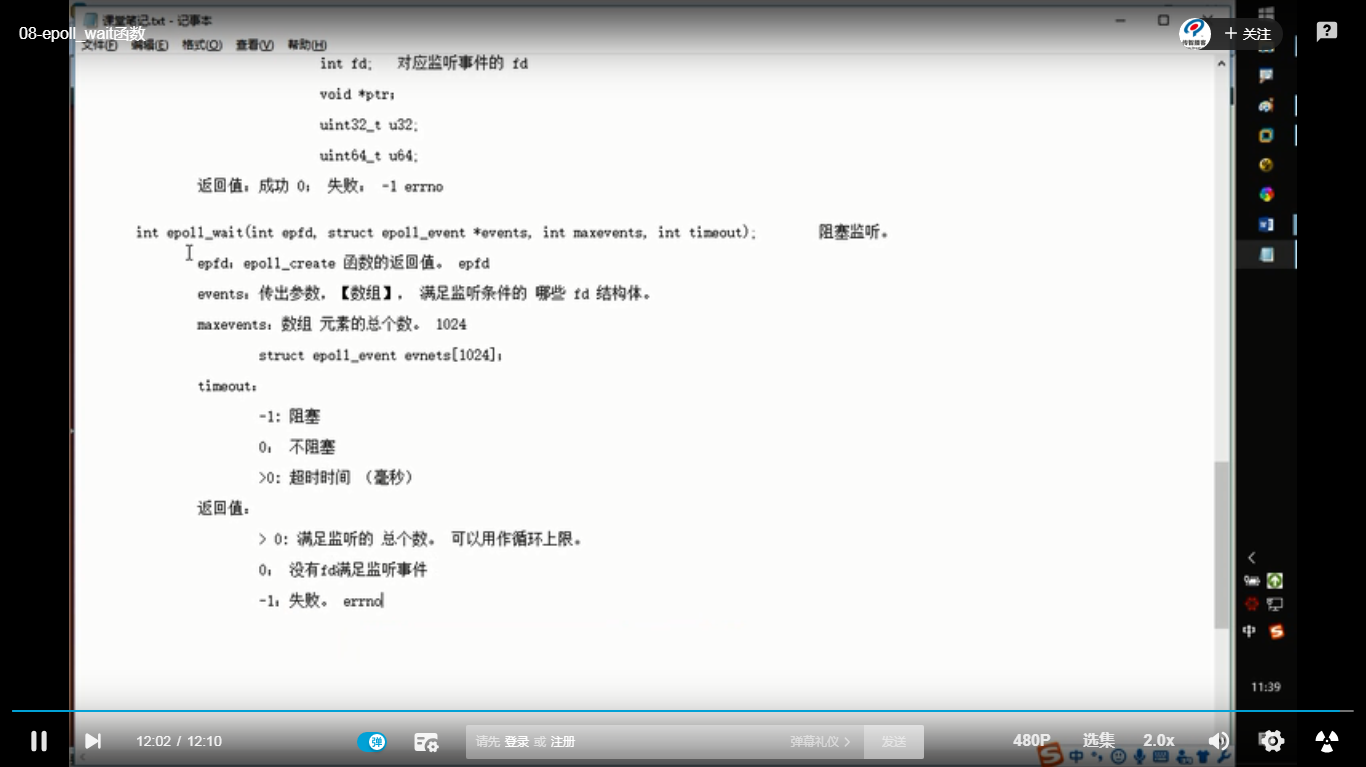 课堂笔记.txt - 记事本
08-epoll_wait函数
文件(F) 编辑(E) 格式(O) 查看(V) 帮助(H)
传智播客
+ 关注
int fd; 对应监听事件的 fd
void *ptr;
uint32_t u32;
uint64_t u64;
返回值：成功 0； 失败： -1 errno
int epoll_wait(int epfd, struct epoll_event *events, int maxevents, int timeout); 阻塞监听。
epfd：epoll_create 函数的返回值。 epfd
events：传出参数，【数组】， 满足监听条件的 哪些 fd 结构体。
maxevents：数组 元素的总个数。 1024
struct epoll_event evnets[1024];
timeout：
-1: 阻塞
0： 不阻塞
>0: 超时时间 （毫秒）
返回值：
> 0: 满足监听的 总个数。 可以用作循环上限。
0： 没有fd满足监听事件
-1：失败。 errno
中
11:39
12:02 / 12:10
弹
请先 登录 或 注册
弹幕礼仪 >
发送
480P
选集
2.0x
中